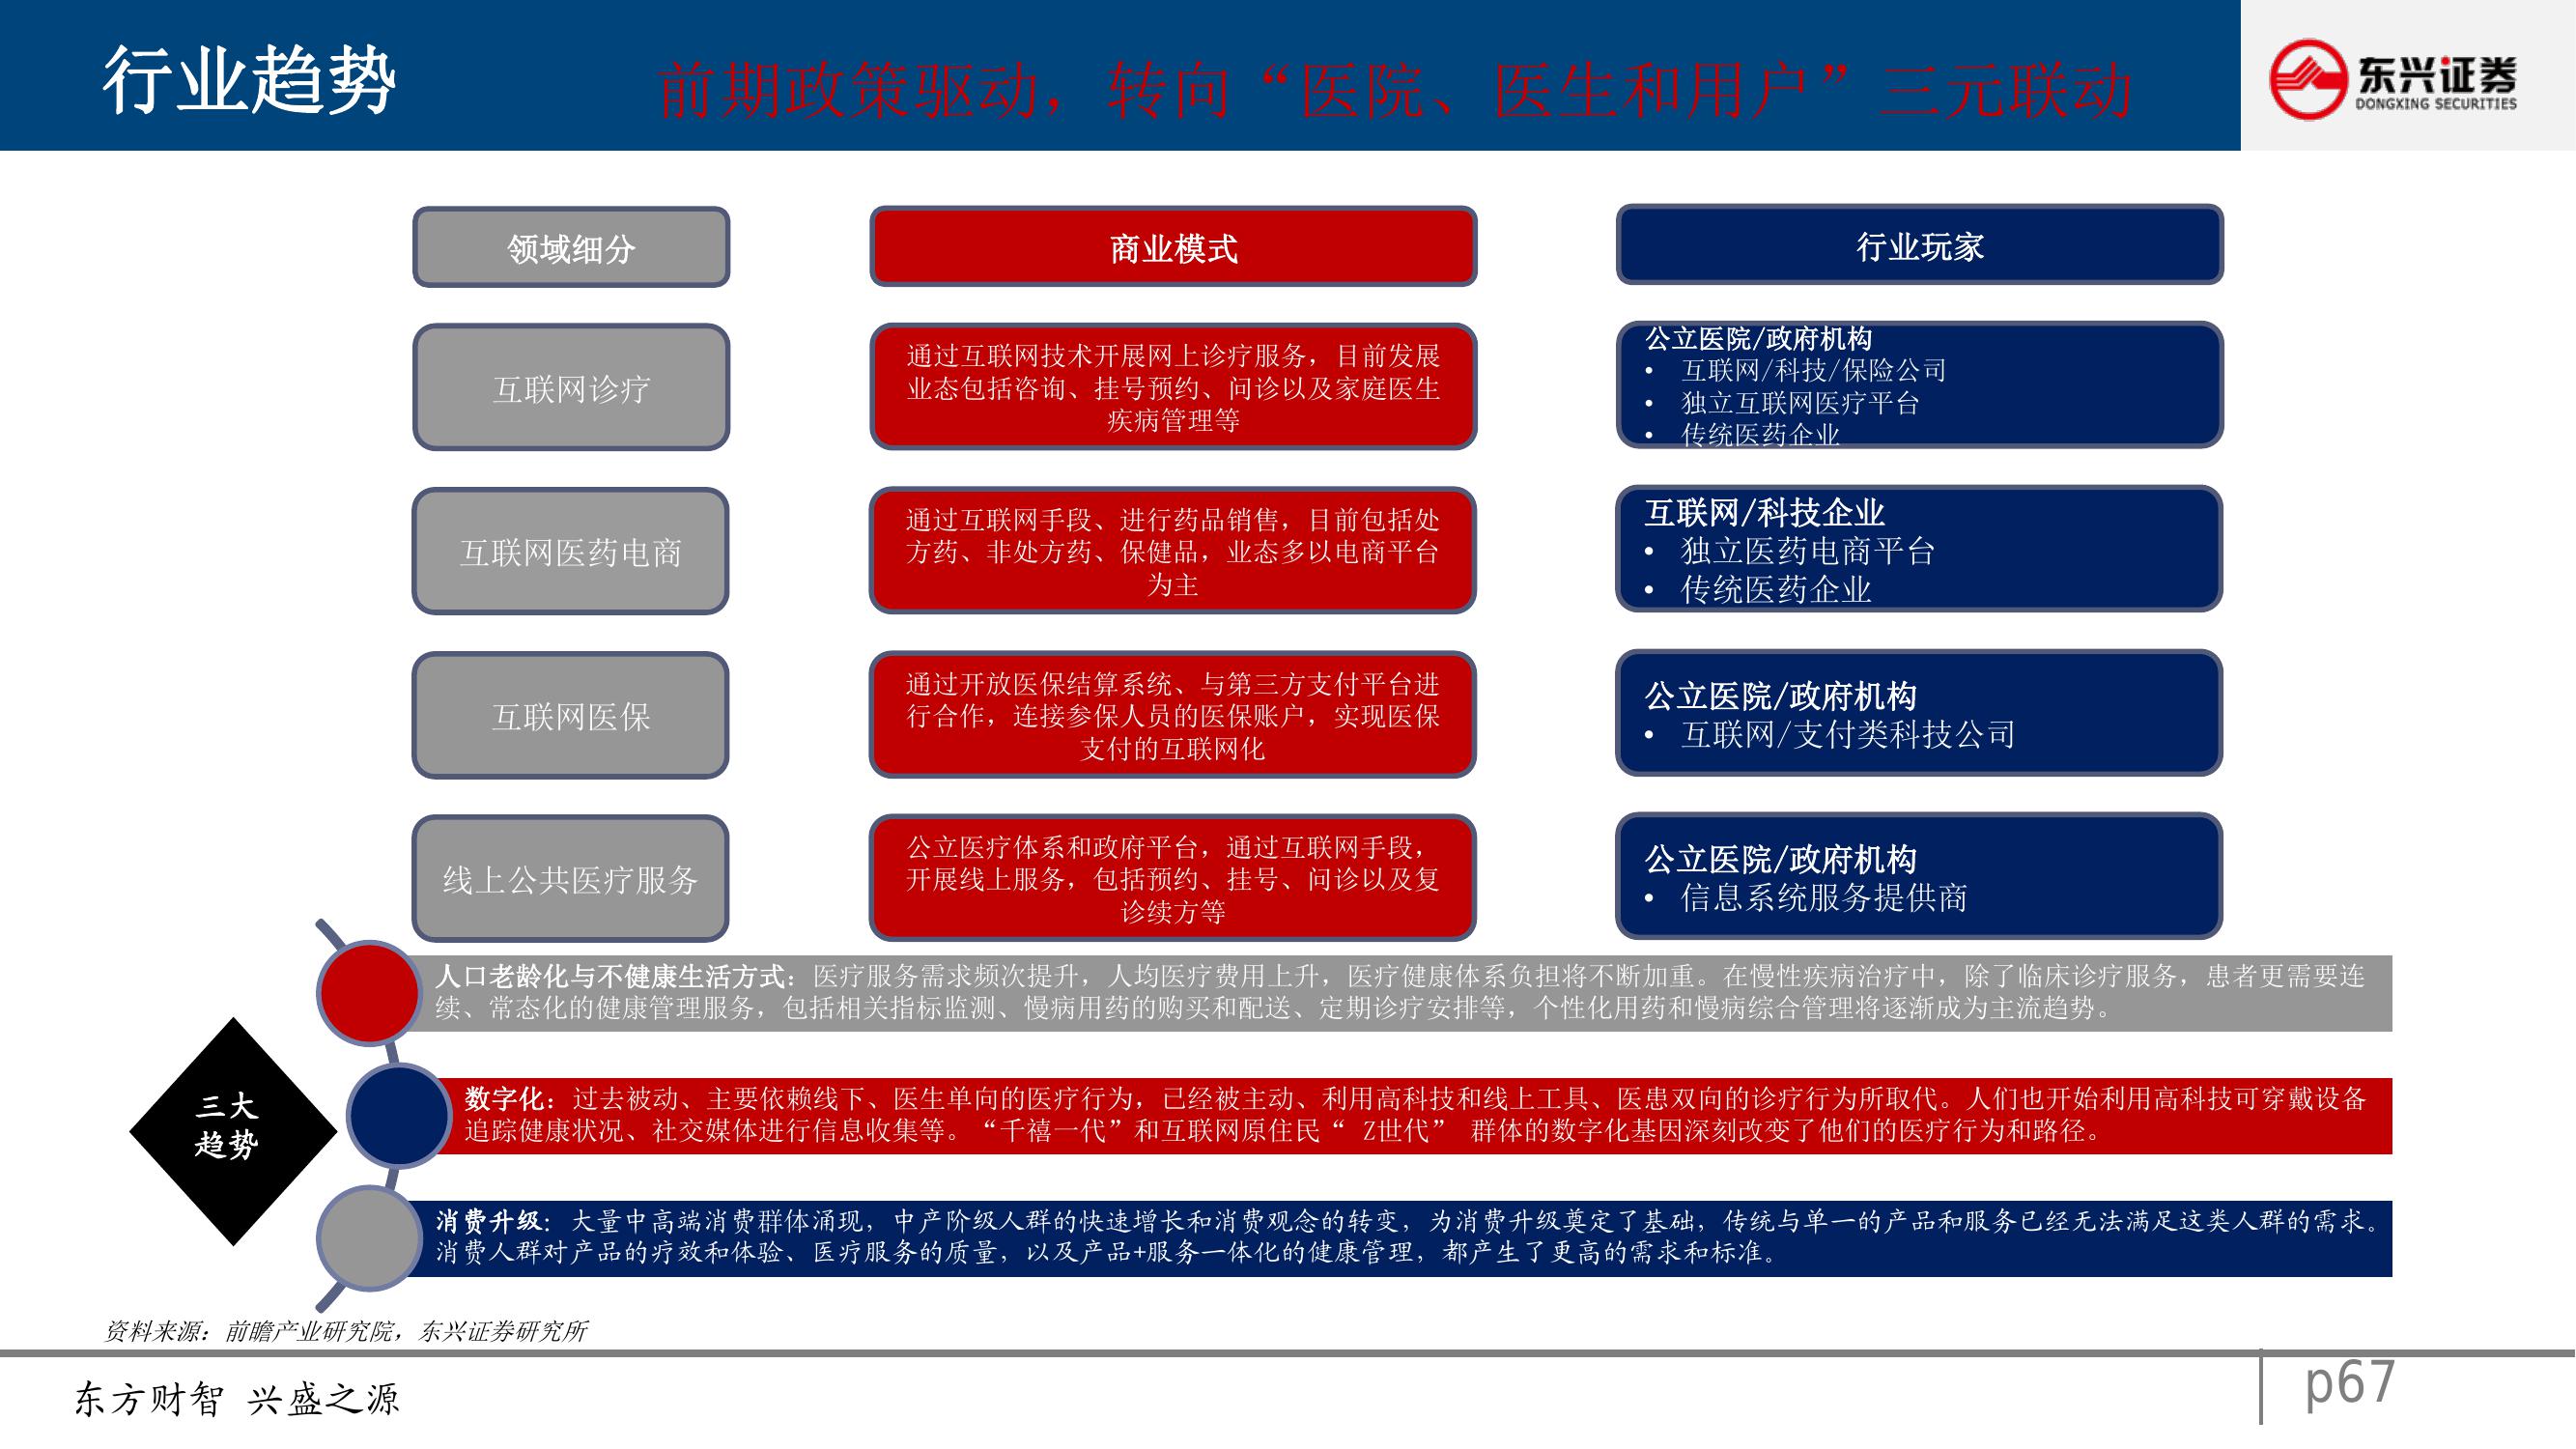 行业趋势
前期政策驱动，转向“医院、医生和用户”三元联动
东兴证券
DONGXING SECURITIES
领域细分
商业模式
行业玩家
互联网诊疗
通过互联网技术开展网上诊疗服务，目前发展
业态包括咨询、挂号预约、问诊以及家庭医生
疾病管理等
公立医院/政府机构
• 互联网/科技/保险公司
• 独立互联网医疗平台
• 传统医药企业
互联网医药电商
通过互联网手段、进行药品销售，目前包括处
方药、非处方药、保健品，业态多以电商平台
为主
互联网/科技企业
• 独立医药电商平台
• 传统医药企业
互联网医保
通过开放医保结算系统、与第三方支付平台进
行合作，连接参保人员的医保账户，实现医保
支付的互联网化
公立医院/政府机构
• 互联网/支付类科技公司
线上公共医疗服务
公立医疗体系和政府平台，通过互联网手段，
开展线上服务，包括预约、挂号、问诊以及复
诊续方等
公立医院/政府机构
• 信息系统服务提供商
三大
趋势
人口老龄化与不健康生活方式：医疗服务需求频次提升，人均医疗费用上升，医疗健康体系负担将不断加重。在慢性疾病治疗中，除了临床诊疗服务，患者更需要连
续、常态化的健康管理服务，包括相关指标监测、慢病用药的购买和配送、定期诊疗安排等，个性化用药和慢病综合管理将逐渐成为主流趋势。
数字化：过去被动、主要依赖线下、医生单向的医疗行为，已经被主动、利用高科技和线上工具、医患双向的诊疗行为所取代。人们也开始利用高科技可穿戴设备
追踪健康状况、社交媒体进行信息收集等。“千禧一代”和互联网原住民“ Z世代” 群体的数字化基因深刻改变了他们的医疗行为和路径。
消费升级：大量中高端消费群体涌现，中产阶级人群的快速增长和消费观念的转变，为消费升级奠定了基础，传统与单一的产品和服务已经无法满足这类人群的需求。
消费人群对产品的疗效和体验、医疗服务的质量，以及产品+服务一体化的健康管理，都产生了更高的需求和标准。
资料来源：前瞻产业研究院，东兴证券研究所
东方财智 兴盛之源
p67